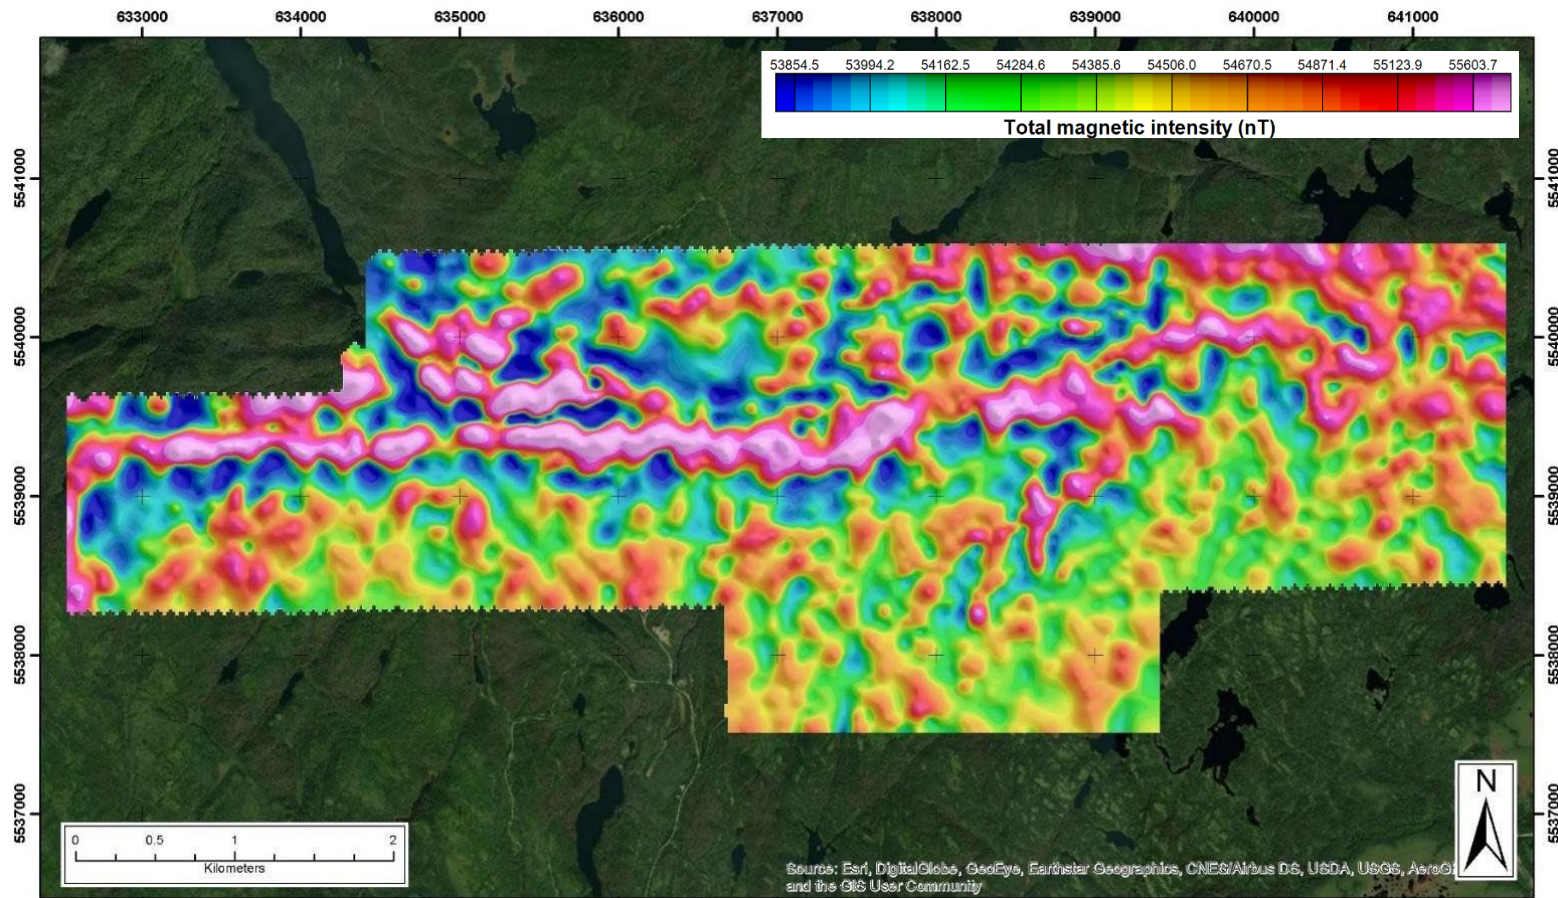 633000 634000 635000 636000 637000 638000 639000 640000 641000
53854.5 53994.2 54162.5 54284.6 54385.6 54506.0 54670.5 54871.4 55123.9 55603.7
Total magnetic intensity (nT)
5541000 5541000
5540000 5540000
5539000 5539000
5538000 5538000
5537000 5537000
N
0 0.5 1 2
Kilometers
Source: Esri, DigitalGlobe, GeoEye, Earthstar Geographics, CNES/Airbus DS, USDA, USGS,
and the GIS User Community